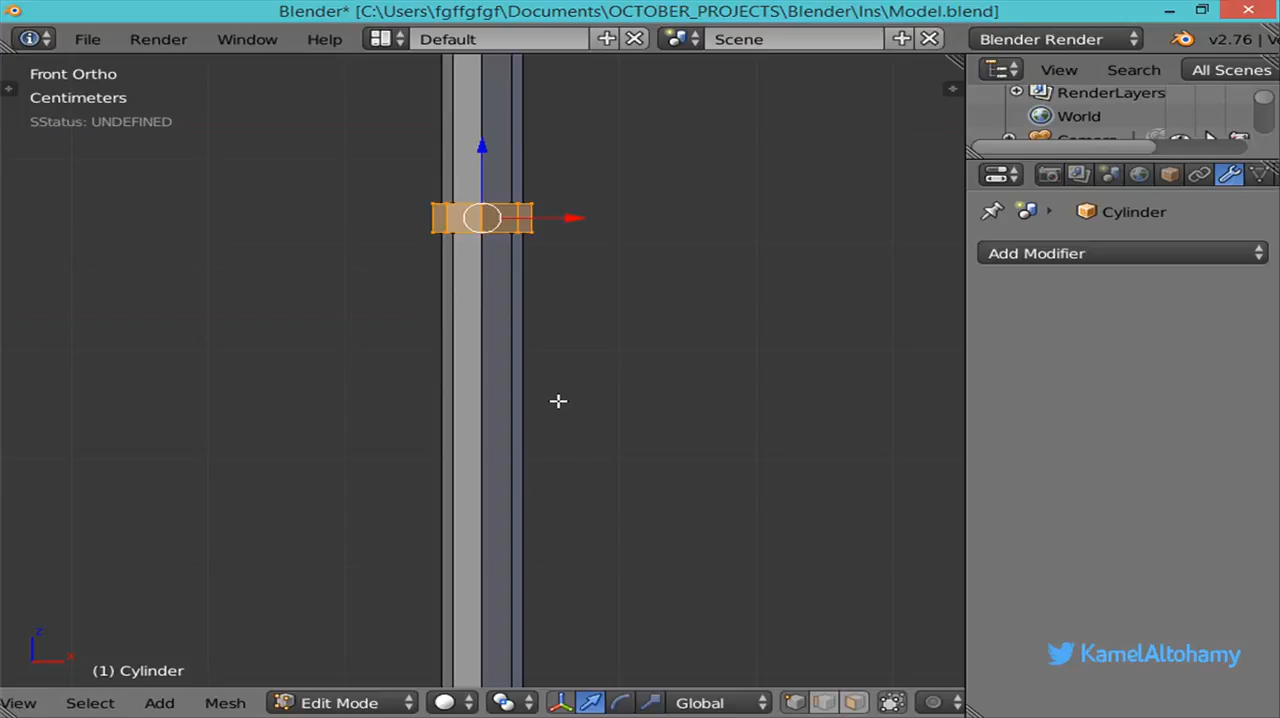 Blender* [C:\Users\fgffgfgf\Documents\OCTOBER_PROJECTS\Blender\Ins\Model.blend]
File Render Window Help Default Scene Blender Render v2.76
Front Ortho
Centimeters
SStatus: UNDEFINED
View Search All Scenes
RenderLayers
World
Cylinder
Add Modifier
KamelAltohamy
(1) Cylinder
View Select Add Mesh Edit Mode Global